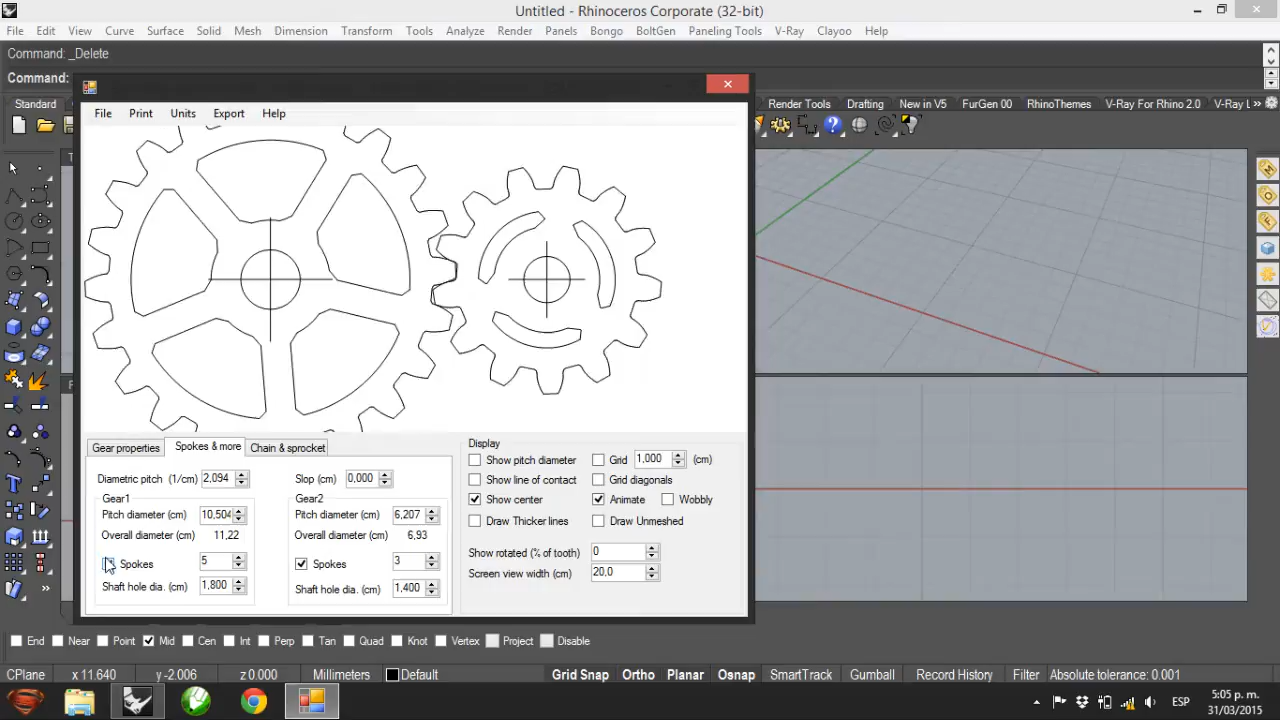 Untitled - Rhinoceros Corporate (32-bit)
File Edit View Curve Surface Solid Mesh Dimension Transform Tools Analyze Render Panels Bongo BoltGen Paneling Tools V-Ray Clayoo Help
Command: _Delete
Command:
Standard
Render Tools Drafting New in V5 FurGen 00 RhinoThemes V-Ray For Rhino 2.0 V-Ray L »
File Print Units Export Help
Gear properties Spokes & more Chain & sprocket
Diametric pitch (1/cm) 2,094 Slop (cm) 0,000
Gear1 Gear2
Pitch diameter (cm) 10,504 Pitch diameter (cm) 6,207
Overall diameter (cm) 11,22 Overall diameter (cm) 6,93
Spokes 5 Spokes 3
Shaft hole dia. (cm) 1,800 Shaft hole dia. (cm) 1,400
Display
Show pitch diameter Grid 1,000 (cm)
Show line of contact Grid diagonals
Show center Animate Wobbly
Draw Thicker lines Draw Unmeshed
Show rotated (% of tooth) 0
Screen view width (cm) 20,0
End Near Point Mid Cen Int Perp Tan Quad Knot Vertex Project Disable
CPlane x 11.640 y -2.006 z 0.000 Millimeters Default Grid Snap Ortho Planar Osnap SmartTrack Gumball Record History Filter Absolute tolerance: 0.001
ESP
5:05 p. m.
31/03/2015